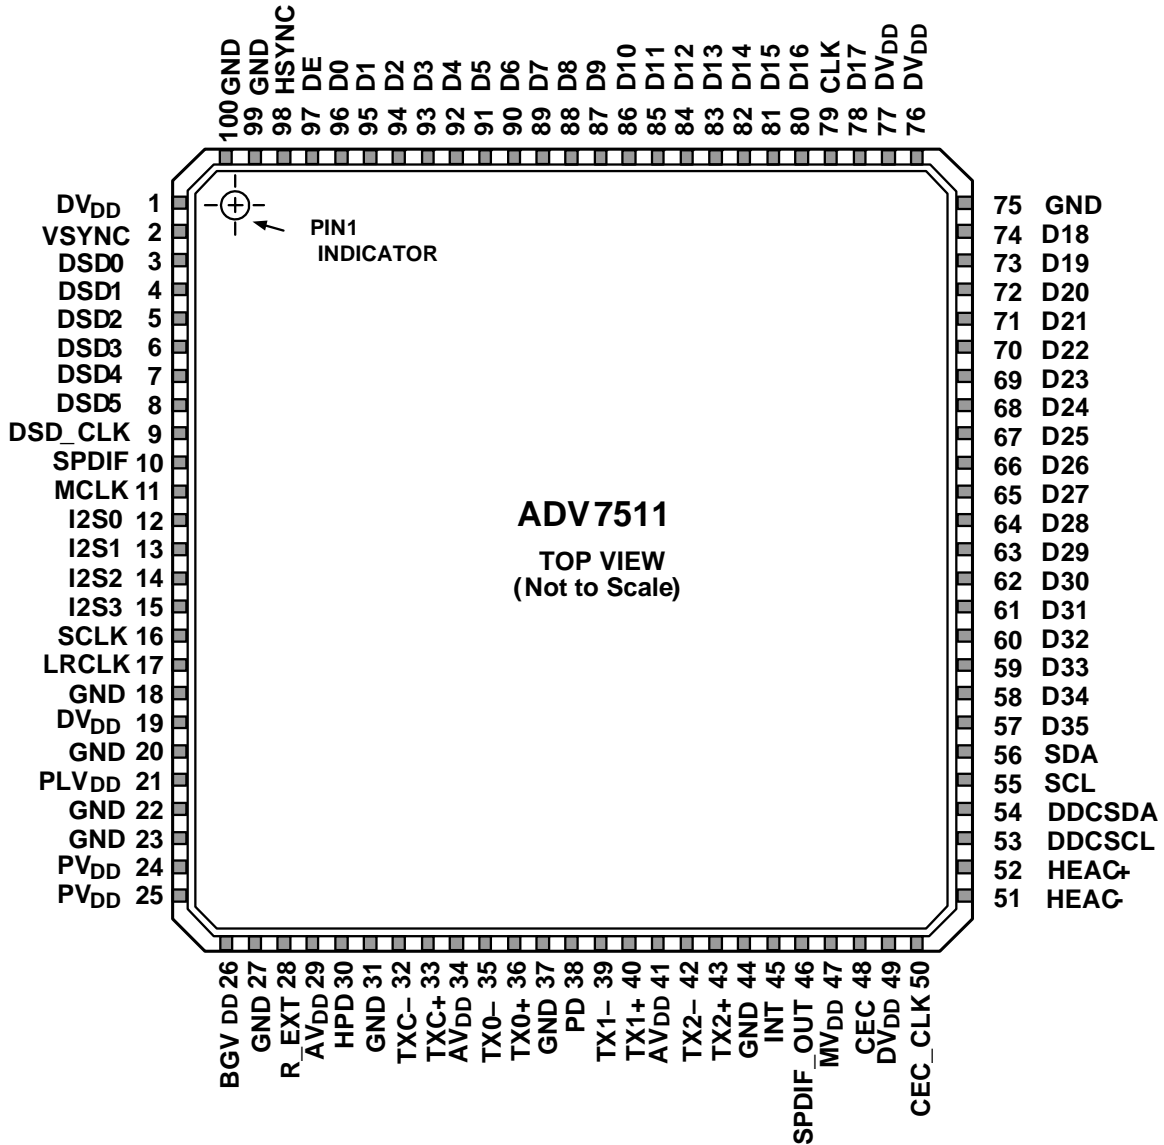 100 GND
99 GND
98 HSYNC
97 DE
96 D0
95 D1
94 D2
93 D3
92 D4
91 D5
90 D6
89 D7
88 D8
87 D9
86 D10
85 D11
84 D12
83 D13
82 D14
81 D15
80 D16
79 CLK
78 D17
77 DVDD
76 DVDD
DVDD 1
VSYNC 2
DSD0 3
DSD1 4
DSD2 5
DSD3 6
DSD4 7
DSD5 8
DSD_CLK 9
SPDIF 10
MCLK 11
I2S0 12
I2S1 13
I2S2 14
I2S3 15
SCLK 16
LRCLK 17
GND 18
DVDD 19
GND 20
PLVDD 21
GND 22
GND 23
PVDD 24
PVDD 25
PIN1
INDICATOR
ADV7511
TOP VIEW
(Not to Scale)
75 GND
74 D18
73 D19
72 D20
71 D21
70 D22
69 D23
68 D24
67 D25
66 D26
65 D27
64 D28
63 D29
62 D30
61 D31
60 D32
59 D33
58 D34
57 D35
56 SDA
55 SCL
54 DDCSDA
53 DDCSCL
52 HEAC+
51 HEAC-
BGVDD 26
GND 27
R_EXT 28
AVDD 29
HPD 30
GND 31
TXC− 32
TXC+ 33
AVDD 34
TX0− 35
TX0+ 36
GND 37
PD 38
TX1− 39
TX1+ 40
AVDD 41
TX2− 42
TX2+ 43
GND 44
INT 45
SPDIF_OUT 46
MVDD 47
CEC 48
DVDD 49
CEC_CLK 50